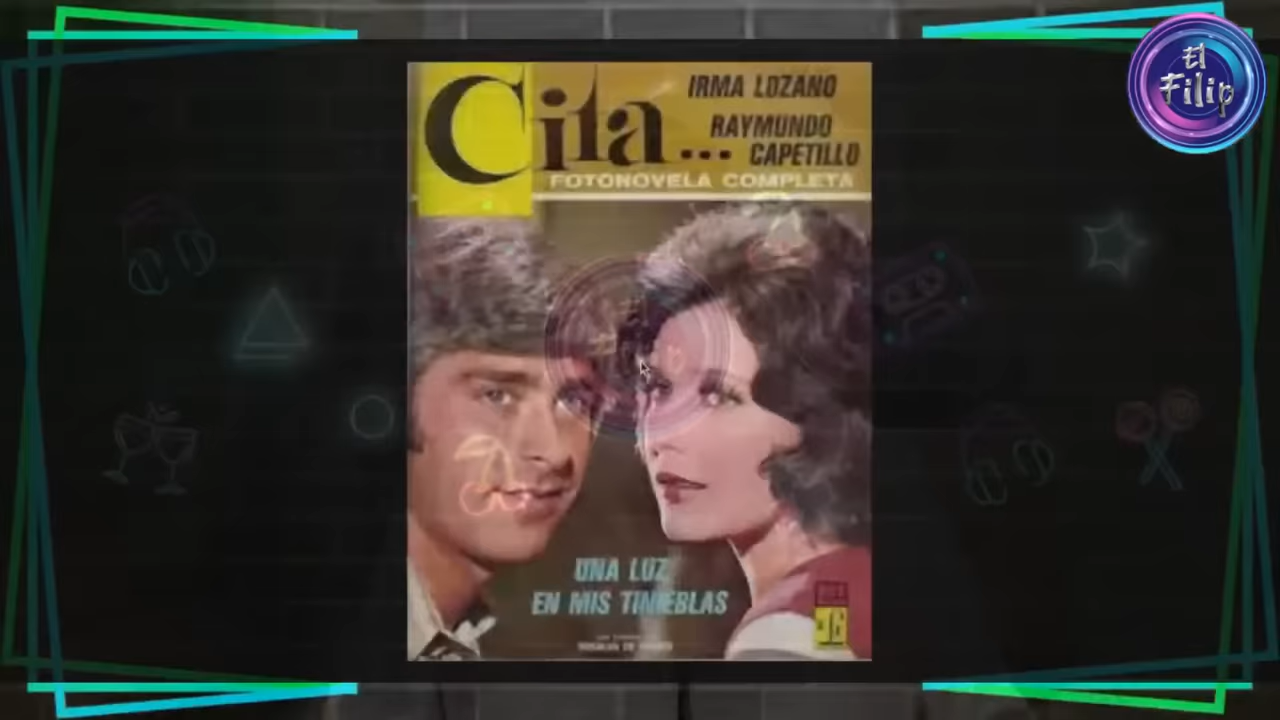 El
Filip
Cita...
IRMA LOZANO
RAYMUNDO
CAPETILLO
FOTONOVELA COMPLETA
UNA LUZ
EN MIS TINIEBLAS